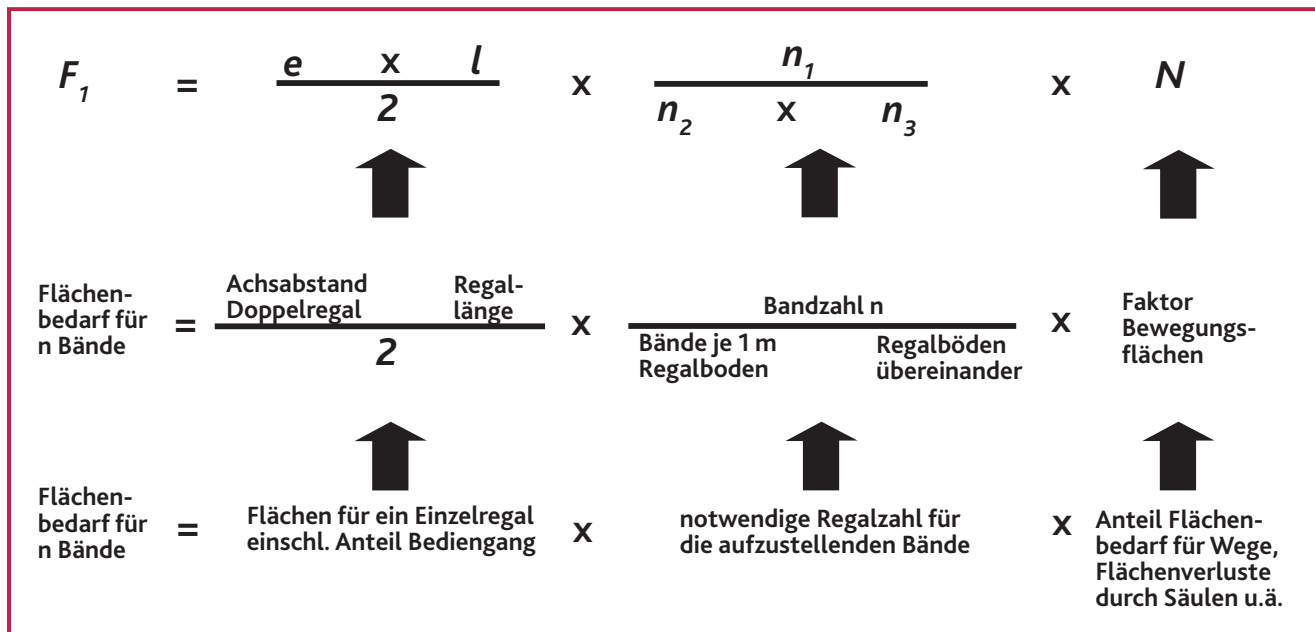 F₁ = e x l / 2 x n₁ / n₂ x n₃ x N
Flächen-
bedarf für
n Bände
=
Achsabstand
Doppelregal
Regal-
länge
2
x
Bandzahl n
Bände je 1 m
Regalboden
Regalböden
übereinander
x
Faktor
Bewegungs-
flächen
Flächen-
bedarf für
n Bände
=
Flächen für ein Einzelregal
einschl. Anteil Bediengang
x
notwendige Regalzahl für
die aufzustellenden Bände
x
Anteil Flächen-
bedarf für Wege,
Flächenverluste
durch Säulen u.ä.